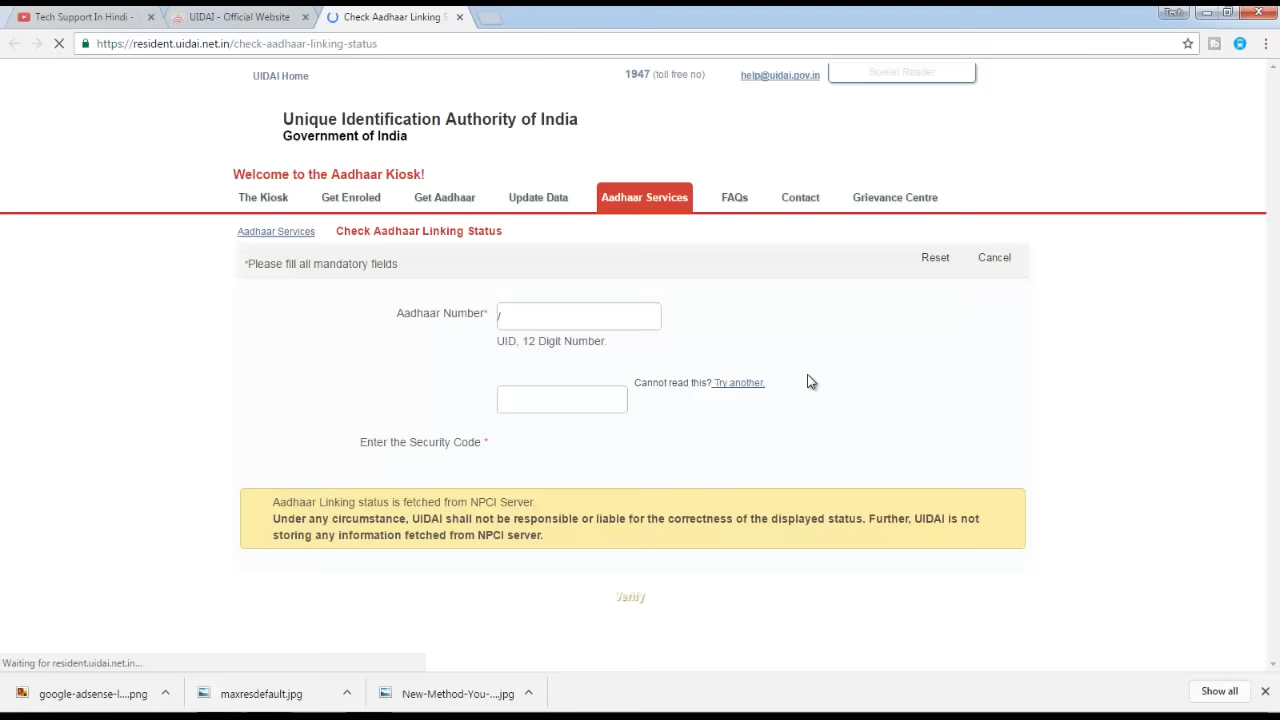 Tech Support In Hindi -
UIDAI - Official Website
Check Aadhaar Linking S
Tech
https://resident.uidai.net.in/check-aadhaar-linking-status
UIDAI Home
1947 (toll free no)
help@uidai.gov.in
Screen Reader
Unique Identification Authority of India
Government of India
Welcome to the Aadhaar Kiosk!
The Kiosk
Get Enroled
Get Aadhaar
Update Data
Aadhaar Services
FAQs
Contact
Grievance Centre
Aadhaar Services
Check Aadhaar Linking Status
*Please fill all mandatory fields
Reset
Cancel
Aadhaar Number*
/
UID, 12 Digit Number.
Cannot read this? Try another.
Enter the Security Code *
Aadhaar Linking status is fetched from NPCI Server.
Under any circumstance, UIDAI shall not be responsible or liable for the correctness of the displayed status. Further, UIDAI is not
storing any information fetched from NPCI server.
Verify
Waiting for resident.uidai.net.in...
google-adsense-l....png
maxresdefault.jpg
New-Method-You-....jpg
Show all